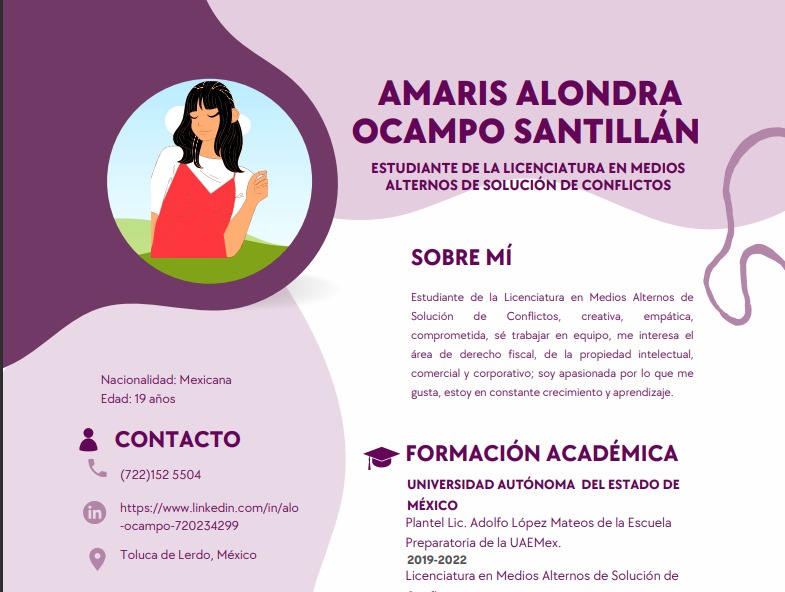 AMARIS ALONDRA
OCAMPO SANTILLÁN
ESTUDIANTE DE LA LICENCIATURA EN MEDIOS
ALTERNOS DE SOLUCIÓN DE CONFLICTOS
SOBRE MÍ
Estudiante de la Licenciatura en Medios Alternos de
Solución de Conflictos, creativa, empática,
comprometida, sé trabajar en equipo, me interesa el
área de derecho fiscal, de la propiedad intelectual,
comercial y corporativo; soy apasionada por lo que me
gusta, estoy en constante crecimiento y aprendizaje.
Nacionalidad: Mexicana
Edad: 19 años
CONTACTO
(722)152 5504
https://www.linkedin.com/in/alo
-ocampo-720234299
Toluca de Lerdo, México
FORMACIÓN ACADÉMICA
UNIVERSIDAD AUTÓNOMA DEL ESTADO DE
MÉXICO
Plantel Lic. Adolfo López Mateos de la Escuela
Preparatoria de la UAEMex.
2019-2022
Licenciatura en Medios Alternos de Solución de